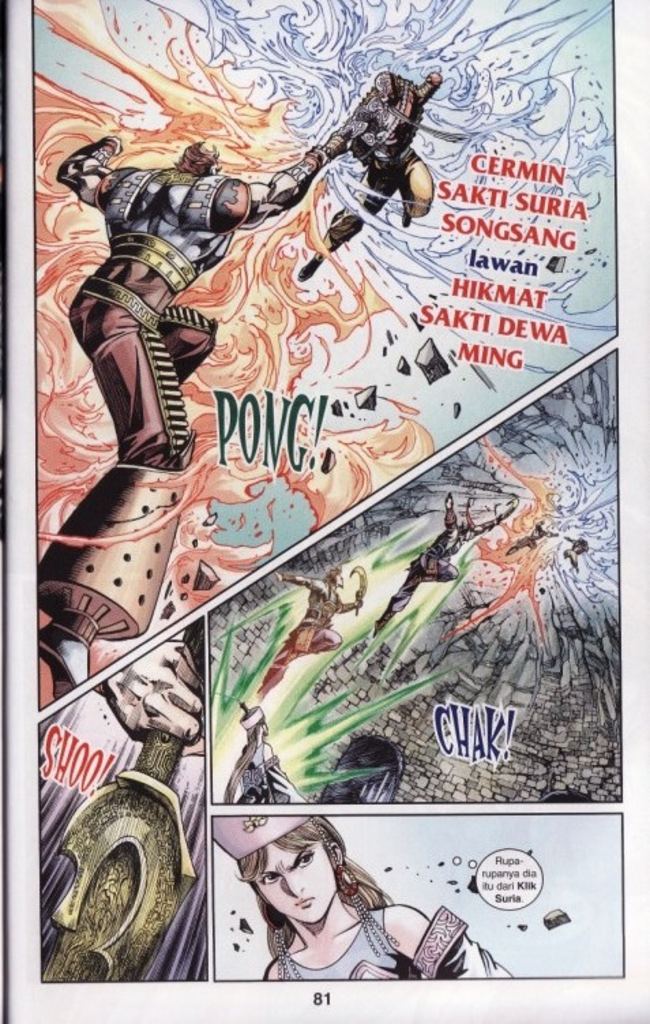 CERMIN
SAKTI SURIA
SONGSANG
lawan
HIKMAT
SAKTI DEWA
MING
PONG!
CHAK!
SHOO!
Rupa-
rupanya dia
itu dari Klik
Suria.
81